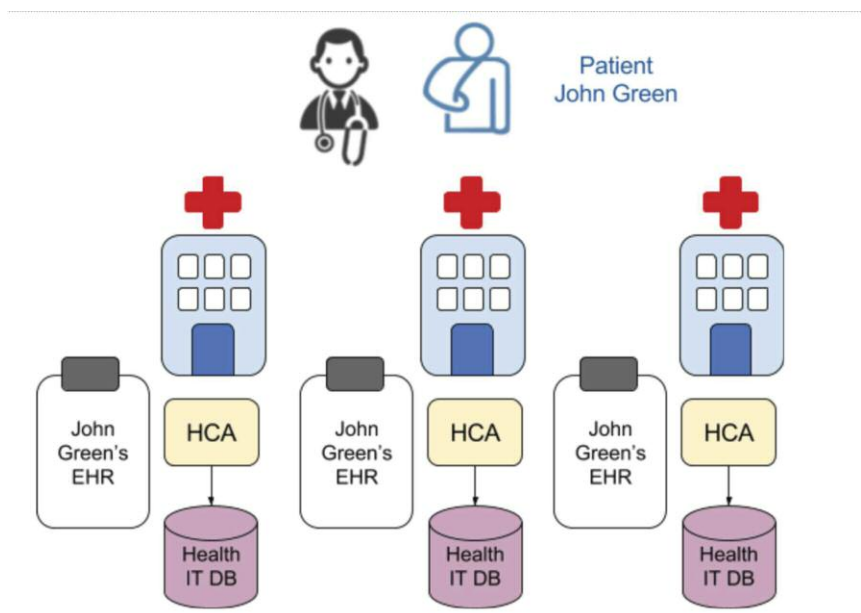 Patient
John Green
John
Green's
EHR
HCA
Health
IT DB
John
Green's
EHR
HCA
Health
IT DB
John
Green's
EHR
HCA
Health
IT DB